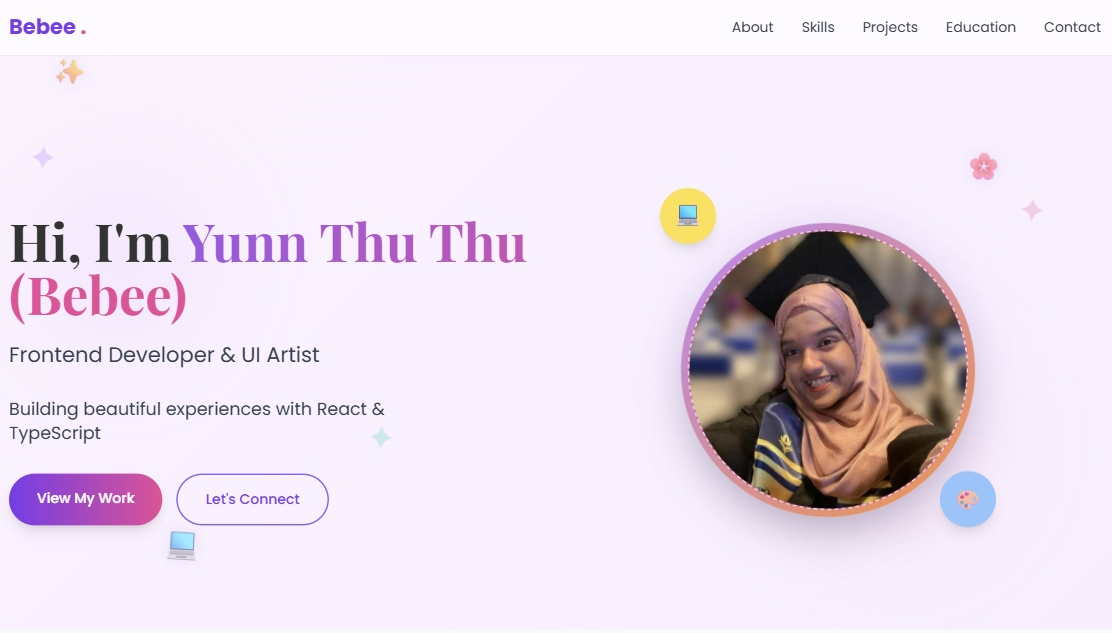 Bebee .
About Skills Projects Education Contact
Hi, I'm Yunn Thu Thu
(Bebee)
Frontend Developer & UI Artist
Building beautiful experiences with React &
TypeScript
View My Work
Let's Connect